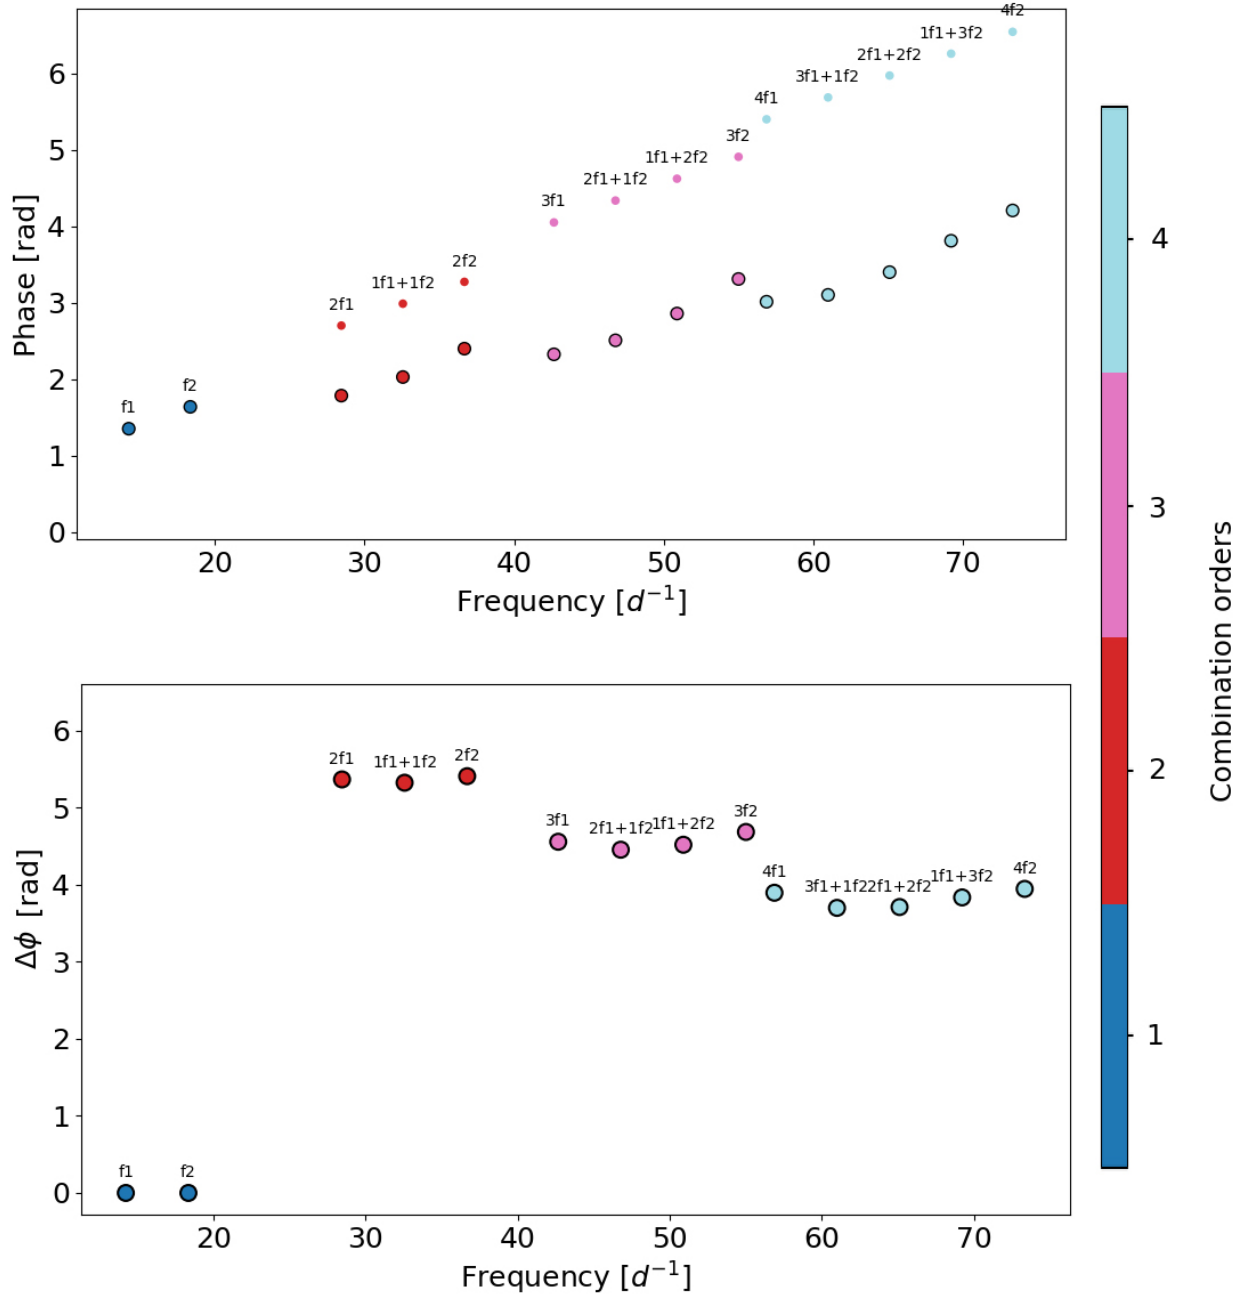 4f2
1f1+3f2
2f1+2f2
3f1+1f2
4f1
3f2
1f1+2f2
2f1+1f2
3f1
2f2
1f1+1f2
2f1
f2
f1
6
5
4
3
2
1
0
Phase [rad]
20 30 40 50 60 70
Frequency [d⁻¹]
4
3
2
1
Combination orders
6
5
4
3
2
1
0
Δϕ [rad]
2f1 1f1+1f2 2f2
3f1 2f1+1f2 1f1+2f2 3f2
4f1 3f1+1f2 2f1+2f2 1f1+3f2 4f2
f1 f2
20 30 40 50 60 70
Frequency [d⁻¹]